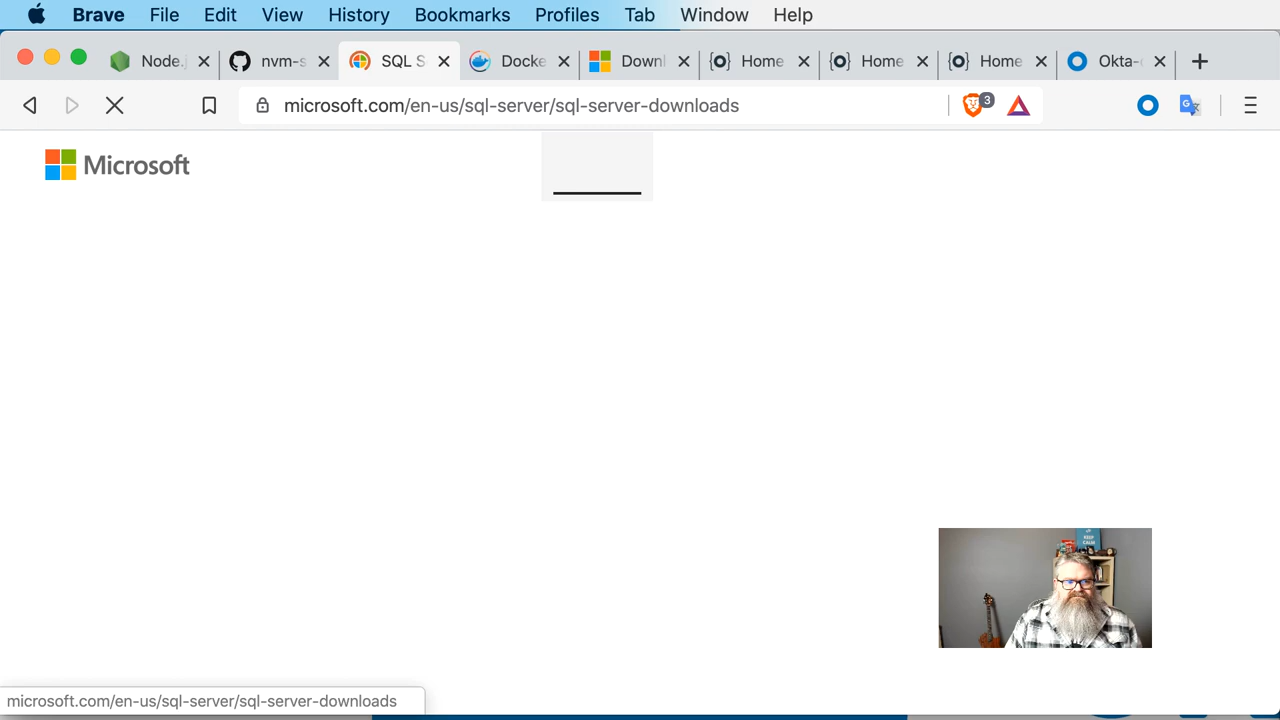 Brave File Edit View History Bookmarks Profiles Tab Window Help
Node.j nvm-s SQL S Docke Downl Home Home Home Okta-
microsoft.com/en-us/sql-server/sql-server-downloads 3
Microsoft
KEEP
CALM
microsoft.com/en-us/sql-server/sql-server-downloads